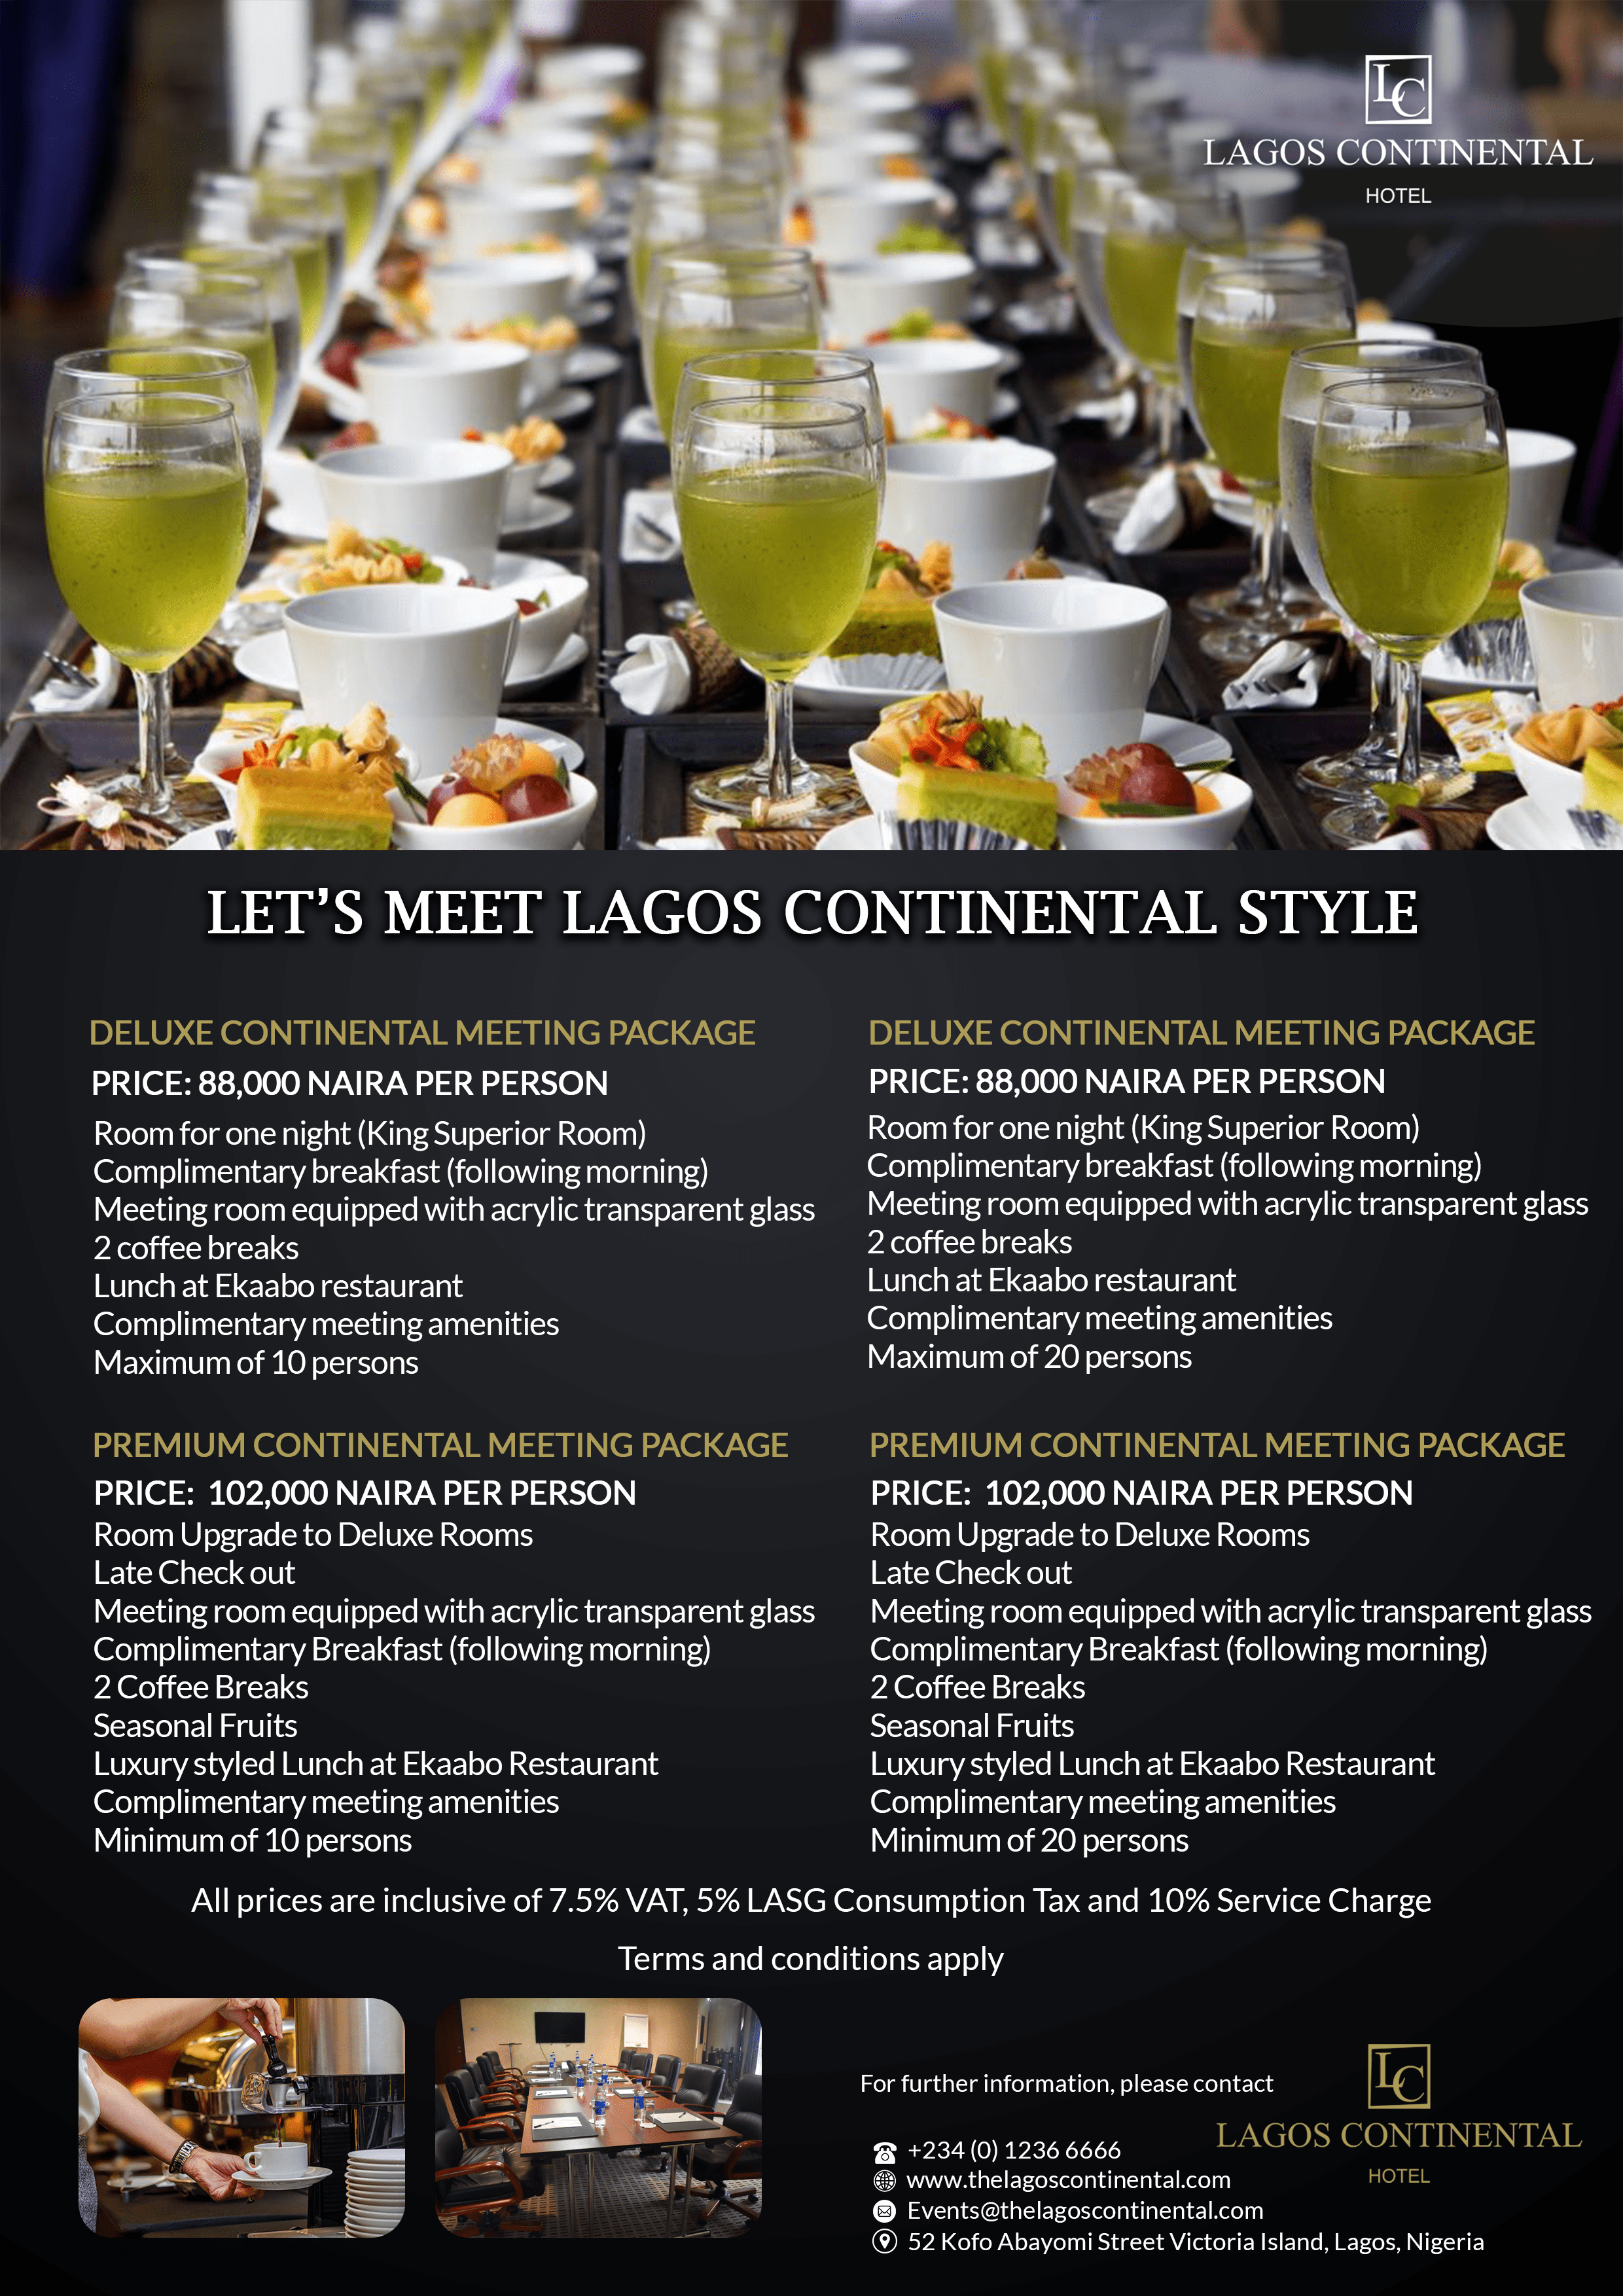 LC
LAGOS CONTINENTAL
HOTEL
LET'S MEET LAGOS CONTINENTAL STYLE
DELUXE CONTINENTAL MEETING PACKAGE
PRICE: 88,000 NAIRA PER PERSON
Room for one night (King Superior Room)
Complimentary breakfast (following morning)
Meeting room equipped with acrylic transparent glass
2 coffee breaks
Lunch at Ekaabo restaurant
Complimentary meeting amenities
Maximum of 10 persons
DELUXE CONTINENTAL MEETING PACKAGE
PRICE: 88,000 NAIRA PER PERSON
Room for one night (King Superior Room)
Complimentary breakfast (following morning)
Meeting room equipped with acrylic transparent glass
2 coffee breaks
Lunch at Ekaabo restaurant
Complimentary meeting amenities
Maximum of 20 persons
PREMIUM CONTINENTAL MEETING PACKAGE
PRICE: 102,000 NAIRA PER PERSON
Room Upgrade to Deluxe Rooms
Late Check out
Meeting room equipped with acrylic transparent glass
Complimentary Breakfast (following morning)
2 Coffee Breaks
Seasonal Fruits
Luxury styled Lunch at Ekaabo Restaurant
Complimentary meeting amenities
Minimum of 10 persons
PREMIUM CONTINENTAL MEETING PACKAGE
PRICE: 102,000 NAIRA PER PERSON
Room Upgrade to Deluxe Rooms
Late Check out
Meeting room equipped with acrylic transparent glass
Complimentary Breakfast (following morning)
2 Coffee Breaks
Seasonal Fruits
Luxury styled Lunch at Ekaabo Restaurant
Complimentary meeting amenities
Minimum of 20 persons
All prices are inclusive of 7.5% VAT, 5% LASG Consumption Tax and 10% Service Charge
Terms and conditions apply
For further information, please contact
+234 (0) 1236 6666
www.thelagoscontinental.com
Events@thelagoscontinental.com
52 Kofo Abayomi Street Victoria Island, Lagos, Nigeria
LC
LAGOS CONTINENTAL
HOTEL